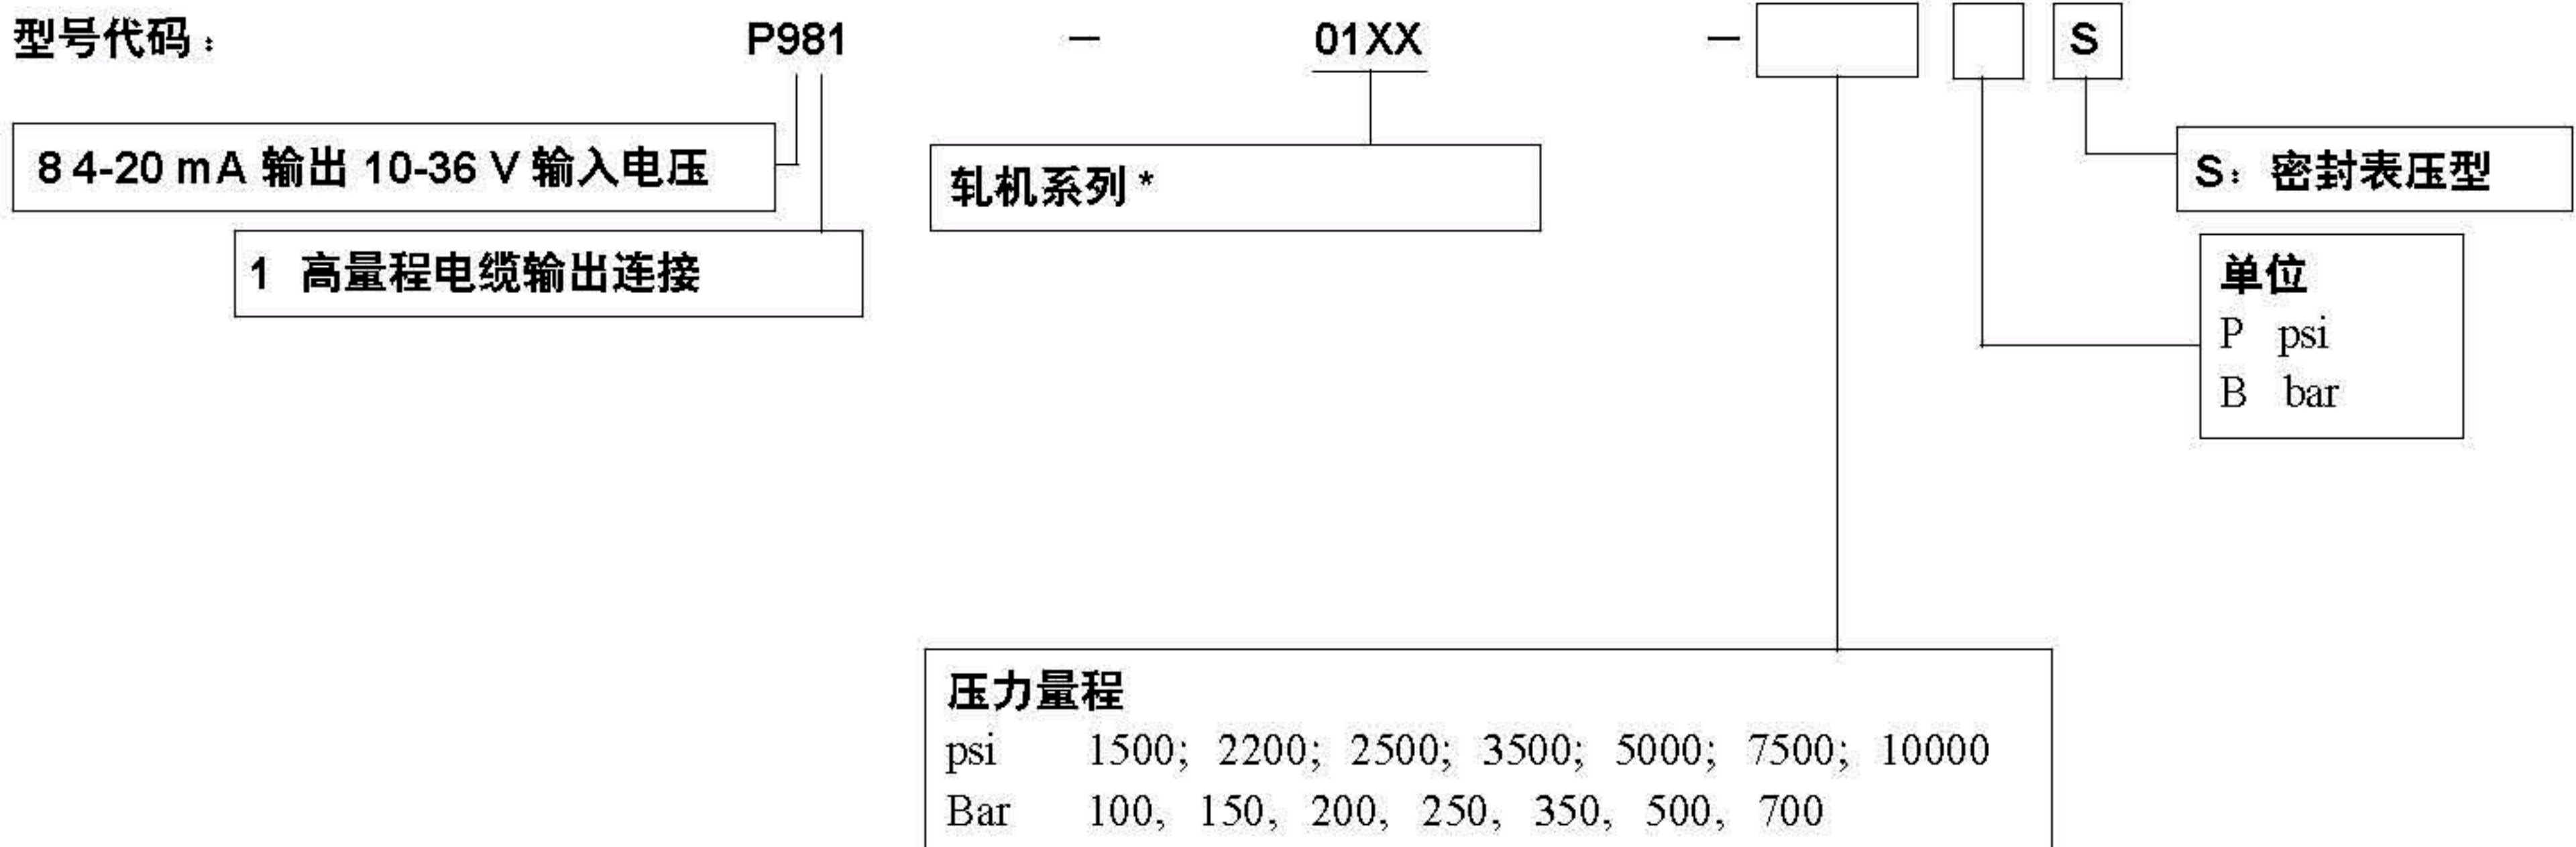 型号代码： P981 － 01XX － S
8 4-20 mA 输出 10-36 V 输入电压
轧机系列 *
S：密封表压型
1 高量程电缆输出连接
单位
P psi
B bar
压力量程
psi 1500; 2200; 2500; 3500; 5000; 7500; 10000
Bar 100, 150, 200, 250, 350, 500, 700